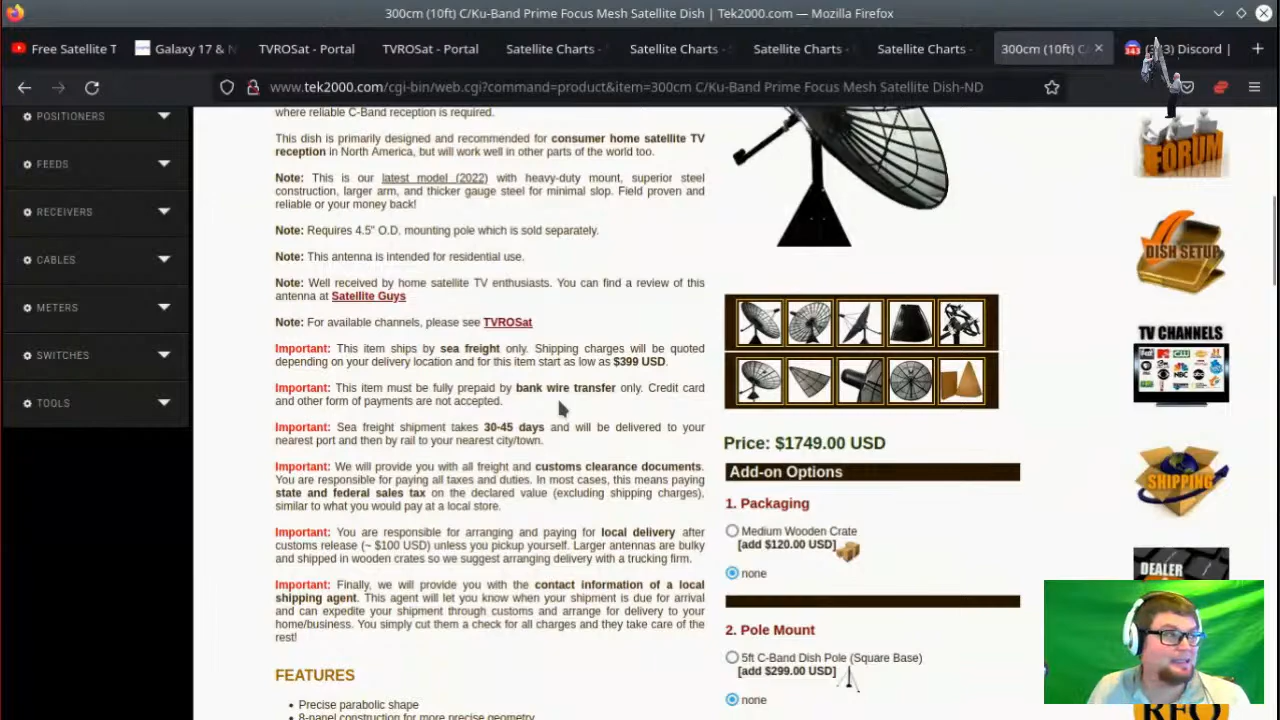 300cm (10ft) C/Ku-Band Prime Focus Mesh Satellite Dish | Tek2000.com — Mozilla Firefox
Free Satellite T
Galaxy 17 & N
TVROSat - Portal
TVROSat - Portal
Satellite Charts -
Satellite Charts -
Satellite Charts -
Satellite Charts -
300cm (10ft) C
343
(343) Discord |
www.tek2000.com/cgi-bin/web.cgi?command=product&item=300cm C/Ku-Band Prime Focus Mesh Satellite Dish-ND
POSITIONERS
FEEDS
RECEIVERS
CABLES
METERS
SWITCHES
TOOLS
where reliable C-Band reception is required.
This dish is primarily designed and recommended for consumer home satellite TV
reception in North America, but will work well in other parts of the world too.
Note: This is our latest model (2022) with heavy-duty mount, superior steel
construction, larger arm, and thicker gauge steel for minimal slop. Field proven and
reliable or your money back!
Note: Requires 4.5" O.D. mounting pole which is sold separately.
Note: This antenna is intended for residential use.
Note: Well received by home satellite TV enthusiasts. You can find a review of this
antenna at Satellite Guys
Note: For available channels, please see TVROSat
Important: This item ships by sea freight only. Shipping charges will be quoted
depending on your delivery location and for this item start as low as $399 USD.
Important: This item must be fully prepaid by bank wire transfer only. Credit card
and other form of payments are not accepted.
Important: Sea freight shipment takes 30-45 days and will be delivered to your
nearest port and then by rail to your nearest city/town.
Important: We will provide you with all freight and customs clearance documents.
You are responsible for paying all taxes and duties. In most cases, this means paying
state and federal sales tax on the declared value (excluding shipping charges),
similar to what you would pay at a local store.
Important: You are responsible for arranging and paying for local delivery after
customs release (~ $100 USD) unless you pickup yourself. Larger antennas are bulky
and shipped in wooden crates so we suggest arranging delivery with a trucking firm.
Important: Finally, we will provide you with the contact information of a local
shipping agent. This agent will let you know when your shipment is due for arrival
and can expedite your shipment through customs and arrange for delivery to your
home/business. You simply cut them a check for all charges and they take care of the
rest!
FEATURES
Precise parabolic shape
8-panel construction for more precise geometry
Price: $1749.00 USD
Add-on Options
1. Packaging
Medium Wooden Crate
[add $120.00 USD]
none
2. Pole Mount
5ft C-Band Dish Pole (Square Base)
[add $299.00 USD]
none
FORUM
DISH SETUP
TV CHANNELS
SHIPPING
DEALER
RFQ